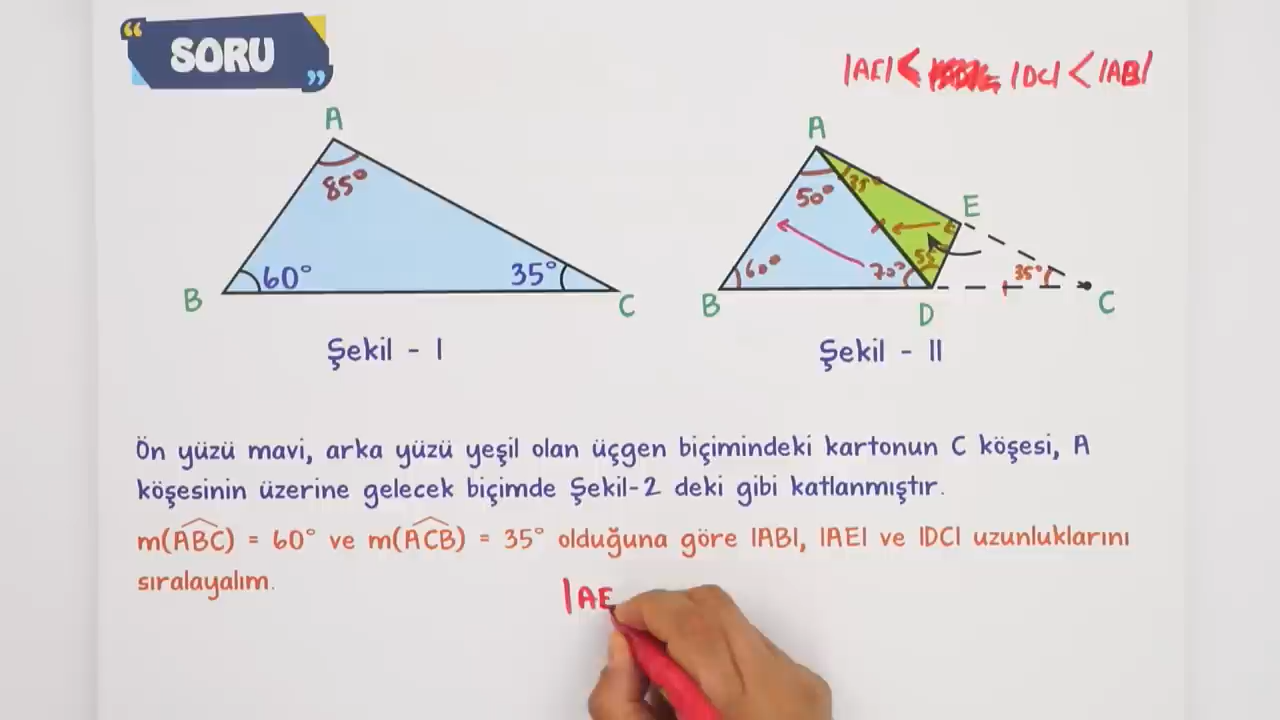 “ SORU ”
|AE| < |DC| < |AB|
A
85°
60°
35°
B
C
Şekil - I
A
50°
35°
E
60°
70°
55
35°
B
D
C
Şekil - II
Ön yüzü mavi, arka yüzü yeşil olan üçgen biçimindeki kartonun C köşesi, A
köşesinin üzerine gelecek biçimde Şekil-2 deki gibi katlanmıştır.
m(ABC) = 60° ve m(ACB) = 35° olduğuna göre |AB|, |AE| ve |DC| uzunluklarını
sıralayalım.
|AE